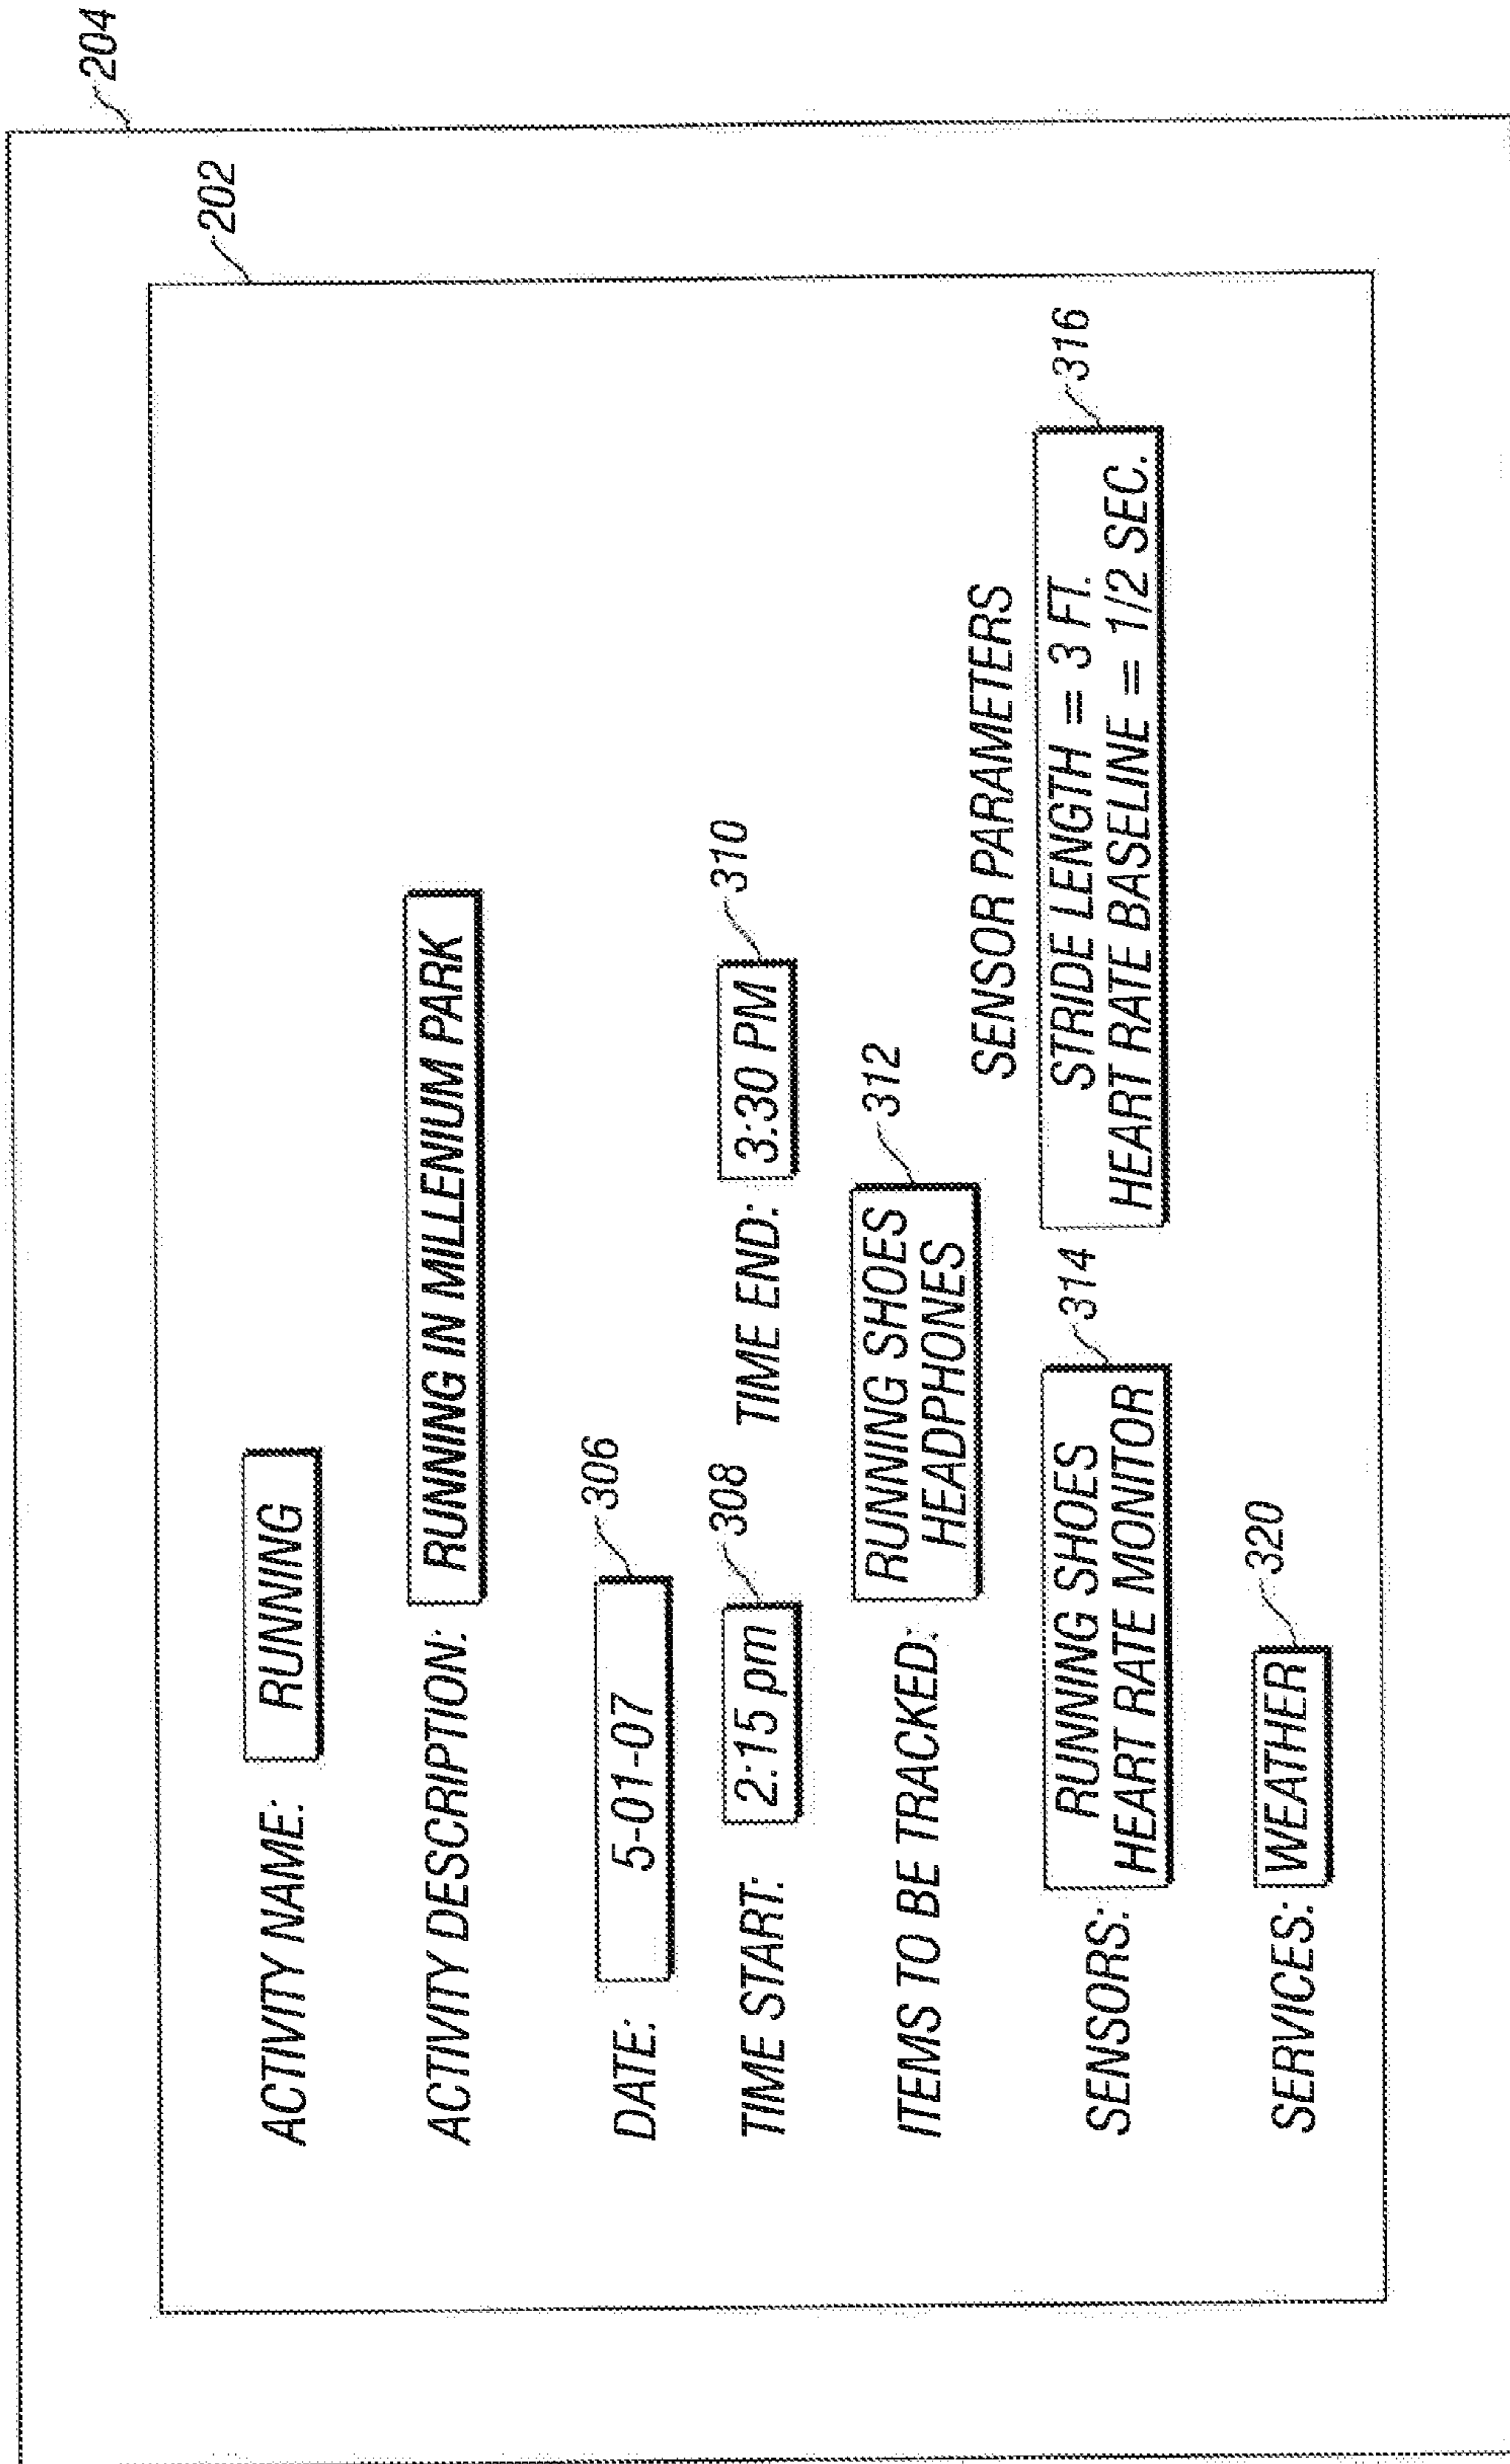 204
202
ACTIVITY NAME: RUNNING
ACTIVITY DESCRIPTION: RUNNING IN MILLENIUM PARK
DATE: 5-01-07 306
TIME START: 2:15 pm 308 TIME END: 3:30 PM 310
ITEMS TO BE TRACKED: RUNNING SHOES 312
HEADPHONES
SENSOR PARAMETERS
SENSORS: RUNNING SHOES 314 STRIDE LENGTH = 3 FT. 316
HEART RATE MONITOR HEART RATE BASELINE = 1/2 SEC.
SERVICES: WEATHER 320